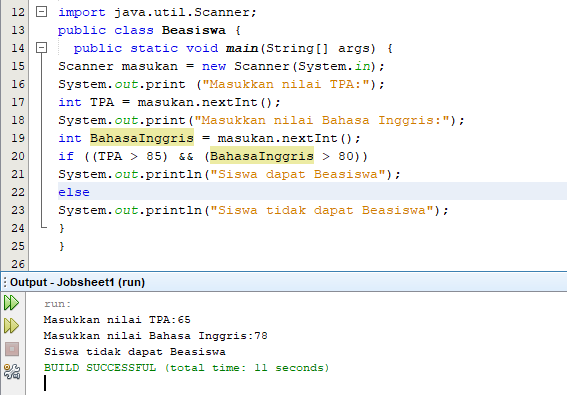 12 import java.util.Scanner;
13 public class Beasiswa {
14 public static void main(String[] args) {
15 Scanner masukan = new Scanner(System.in);
16 System.out.print ("Masukkan nilai TPA:");
17 int TPA = masukan.nextInt();
18 System.out.print("Masukkan nilai Bahasa Inggris:");
19 int BahasaInggris = masukan.nextInt();
20 if ((TPA > 85) && (BahasaInggris > 80))
21 System.out.println("Siswa dapat Beasiswa");
22 else
23 System.out.println("Siswa tidak dapat Beasiswa");
24 }
25 }
26
Output - Jobsheet1 (run)
run:
Masukkan nilai TPA:65
Masukkan nilai Bahasa Inggris:78
Siswa tidak dapat Beasiswa
BUILD SUCCESSFUL (total time: 11 seconds)